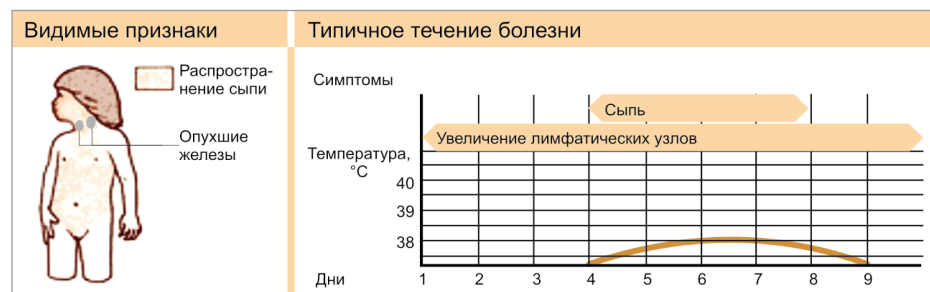 Видимые признаки
Типичное течение болезни
Распростра-
нение сыпи
Опухшие
железы
Симптомы
Сыпь
Увеличение лимфатических узлов
Температура,
°C
40
39
38
Дни 1 2 3 4 5 6 7 8 9